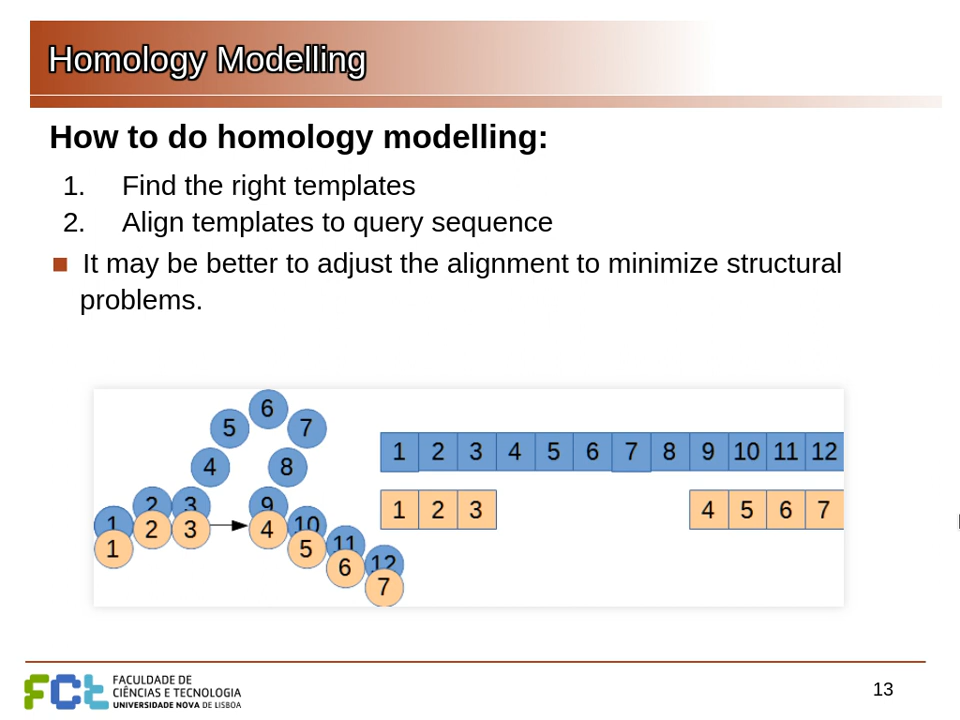 Homology Modelling
How to do homology modelling:
1. Find the right templates
2. Align templates to query sequence
■ It may be better to adjust the alignment to minimize structural
problems.
6
5 7
4 8
2 3 9
1 10
2 3 4
1 5 11
6 12
7
1 2 3 4 5 6 7 8 9 10 11 12
1 2 3 4 5 6 7
FCt
FACULDADE DE
CIÊNCIAS E TECNOLOGIA
UNIVERSIDADE NOVA DE LISBOA
13